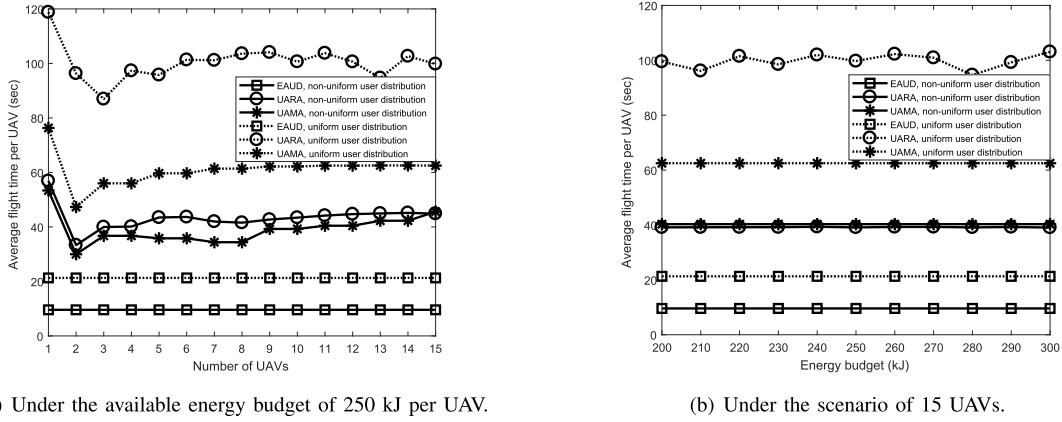 120
100
80
60
40
20
0
Average flight time per UAV (sec)
EAUD, non-uniform user distribution
UARA, non-uniform user distribution
UAMA, non-uniform user distribution
EAUD, uniform user distribution
UARA, uniform user distribution
UAMA, uniform user distribution
1 2 3 4 5 6 7 8 9 10 11 12 13 14 15
Number of UAVs
) Under the available energy budget of 250 kJ per UAV.
120
100
80
60
40
20
0
Average flight time per UAV (sec)
EAUD, non-uniform user distribution
UARA, non-uniform user distribution
UAMA, non-uniform user distribution
EAUD, uniform user distribution
UARA, uniform user distribution
UAMA, uniform user distribution
200 210 220 230 240 250 260 270 280 290 300
Energy budget (kJ)
(b) Under the scenario of 15 UAVs.